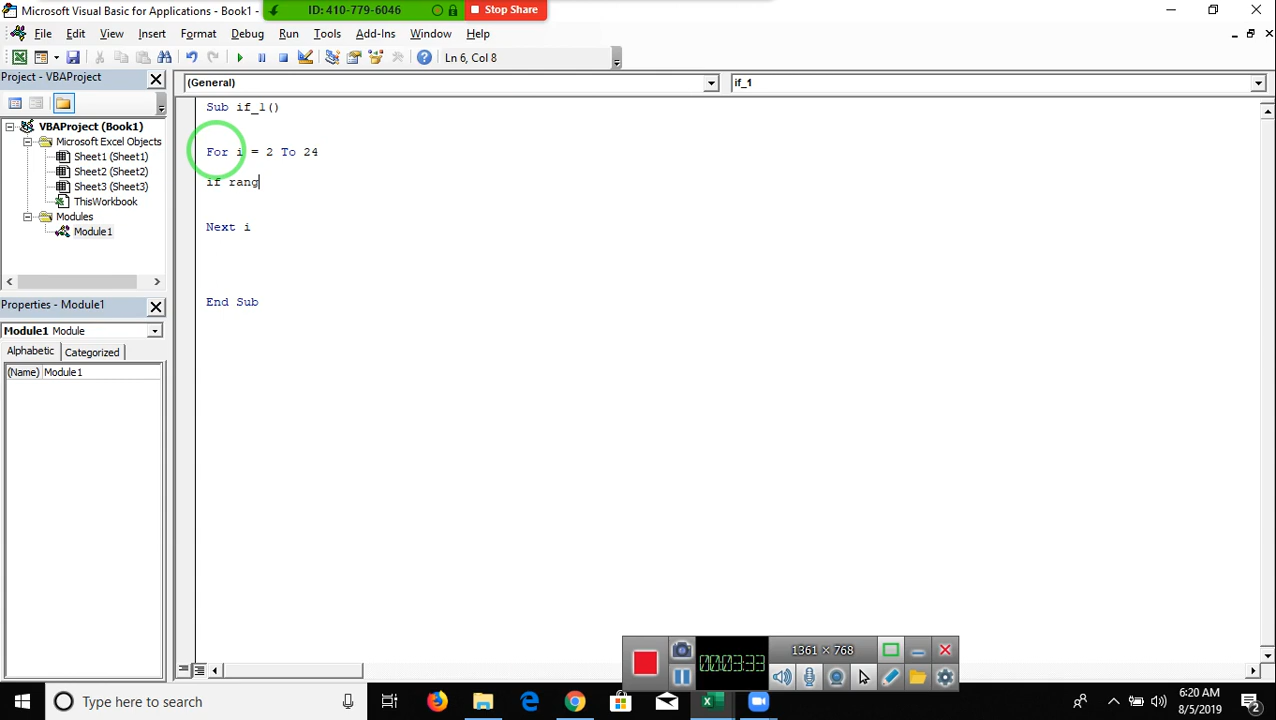 Microsoft Visual Basic for Applications - Book1 -
ID: 410-779-6046
Stop Share
File Edit View Insert Format Debug Run Tools Add-Ins Window Help
Ln 6, Col 8
Project - VBAProject
(General)
if_1
VBAProject (Book1)
Microsoft Excel Objects
Sheet1 (Sheet1)
Sheet2 (Sheet2)
Sheet3 (Sheet3)
ThisWorkbook
Modules
Module1
Properties - Module1
Module1 Module
Alphabetic Categorized
(Name) Module1
Sub if_1()
For i = 2 To 24
if rang
Next i
End Sub
00:03:33
1361 × 768
Type here to search
6:20 AM
8/5/2019
2